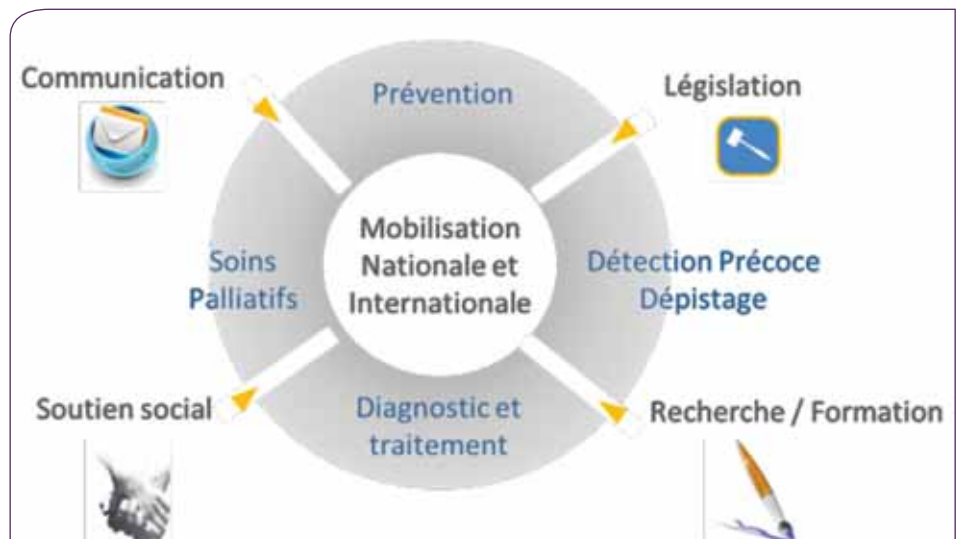 Communication
Prévention
Législation
Mobilisation
Nationale et
Internationale
Soins
Palliatifs
Détection Précoce
Dépistage
Soutien social
Diagnostic et
traitement
Recherche / Formation